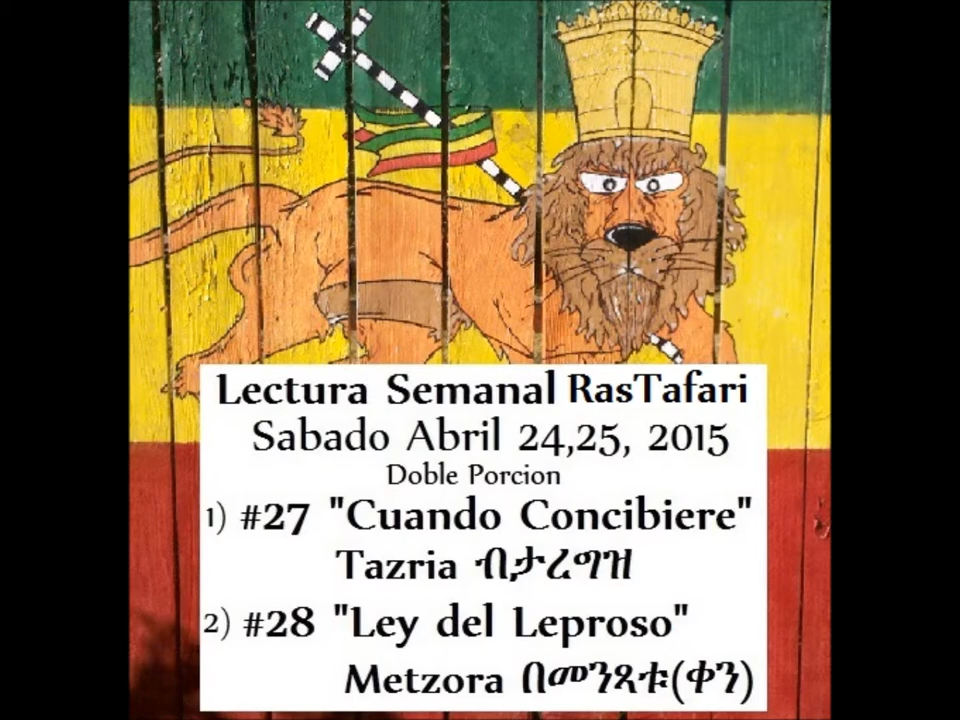 Lectura Semanal RasTafari
Sabado Abril 24,25, 2015
Doble Porcion
1) #27 "Cuando Concibiere"
Tazria ብታረግዝ
2) #28 "Ley del Leproso"
Metzora በመንጻቱ(ቀን)